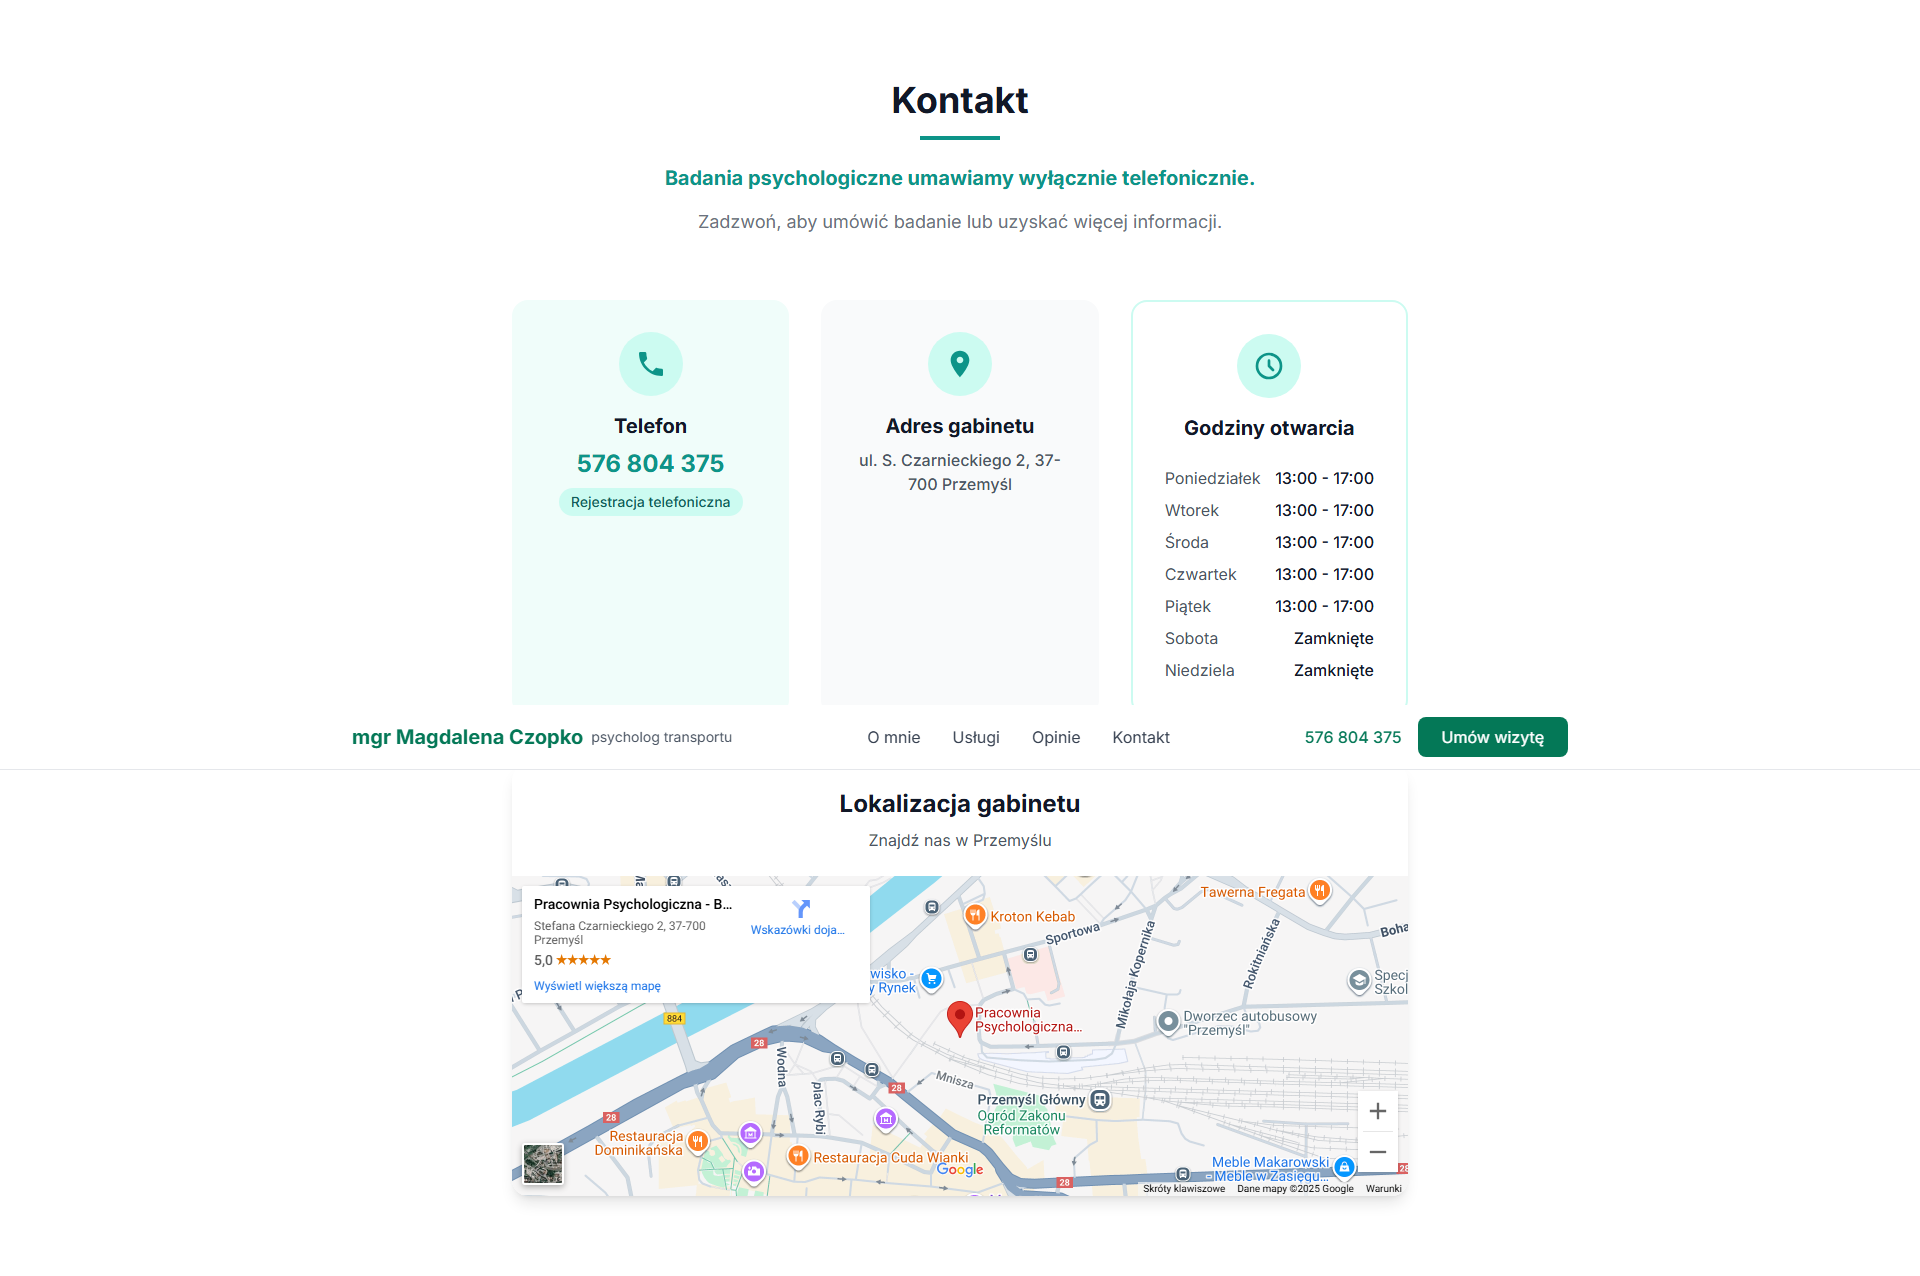 Kontakt
Badania psychologiczne umawiamy wyłącznie telefonicznie.
Zadzwoń, aby umówić badanie lub uzyskać więcej informacji.
Telefon
576 804 375
Rejestracja telefoniczna
Adres gabinetu
ul. S. Czarnieckiego 2, 37-
700 Przemyśl
Godziny otwarcia
Poniedziałek 13:00 - 17:00
Wtorek 13:00 - 17:00
Środa 13:00 - 17:00
Czwartek 13:00 - 17:00
Piątek 13:00 - 17:00
Sobota Zamknięte
Niedziela Zamknięte
mgr Magdalena Czopko psycholog transportu O mnie Usługi Opinie Kontakt 576 804 375 Umów wizytę
Lokalizacja gabinetu
Znajdź nas w Przemyślu
Pracownia Psychologiczna - B...
Stefana Czarnieckiego 2, 37-700
Przemyśl
5,0
Wskazówki doja...
Wyświetl większą mapę
Tawerna Fregata
Kroton Kebab
Sportowa
Mikołaja Kopernika
Rokitniańska
Boha
wisko -
y Rynek
Specj
Szkol
Pracownia
Psychologiczna...
Dworzec autobusowy
"Przemyśl"
884
28
28
28
28
28
Wodna
plac Rybi
Mnisza
Przemyśl Główny
Ogród Zakonu
Reformatów
Restauracja
Dominikańska
Restauracja Cuda Wianki
Google
Meble Makarowski
- Meble w Zasięgu...
Skróty klawiszowe Dane mapy ©2025 Google Warunki